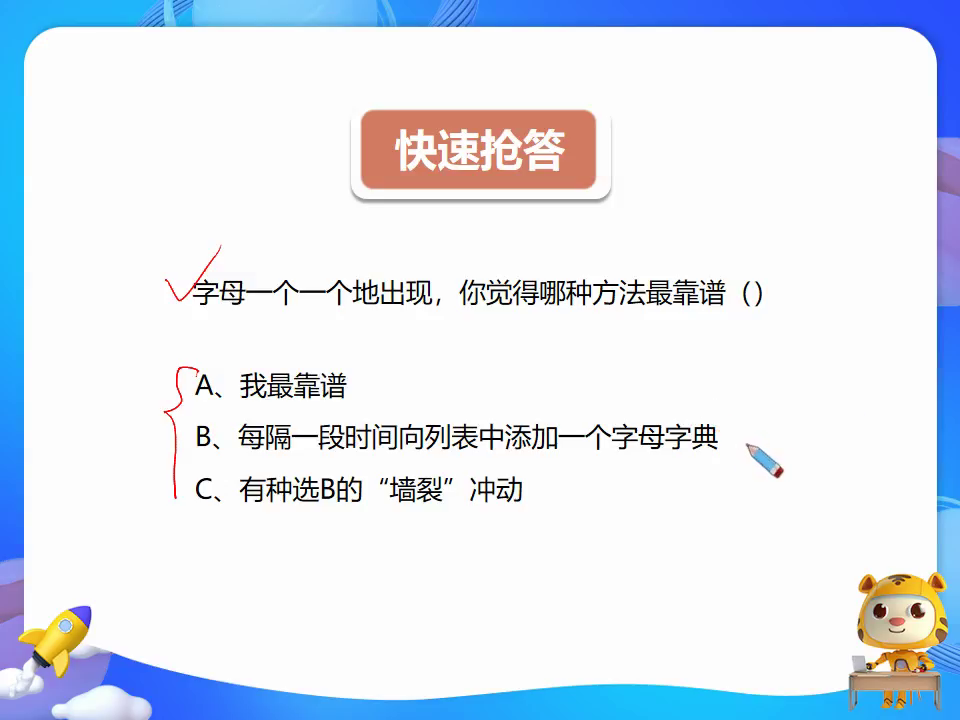 快速抢答
字母一个一个地出现，你觉得哪种方法最靠谱（）
A、我最靠谱
B、每隔一段时间向列表中添加一个字母字典
C、有种选B的“墙裂”冲动